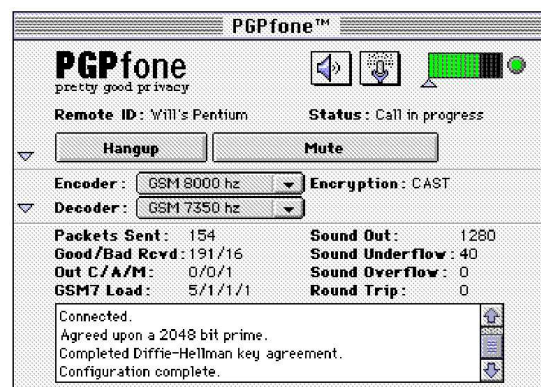 PGPfone™
PGPfone
pretty good privacy
Remote ID: Will's Pentium Status: Call in progress
Hangup Mute
Encoder: GSM 8000 hz Encryption: CAST
Decoder: GSM 7350 hz
Packets Sent: 154 Sound Out: 1280
Good/Bad Rcvd: 191/16 Sound Underflow: 40
Out C/A/M: 0/0/1 Sound Overflow: 0
GSM7 Load: 5/1/1/1 Round Trip: 0
Connected.
Agreed upon a 2048 bit prime.
Completed Diffie-Hellman key agreement.
Configuration complete.